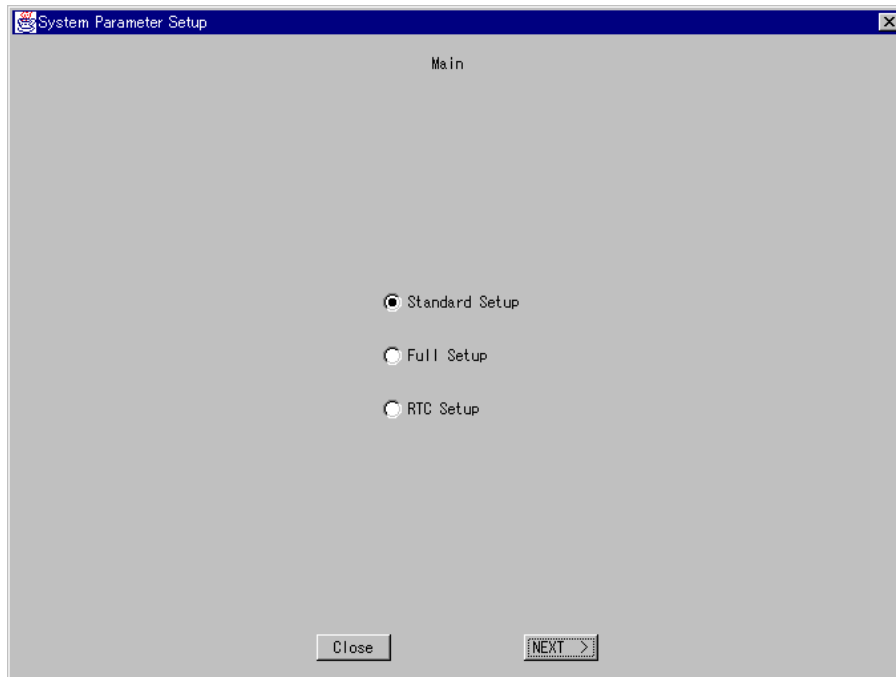 System Parameter Setup
Main
Standard Setup
Full Setup
RTC Setup
Close
NEXT >